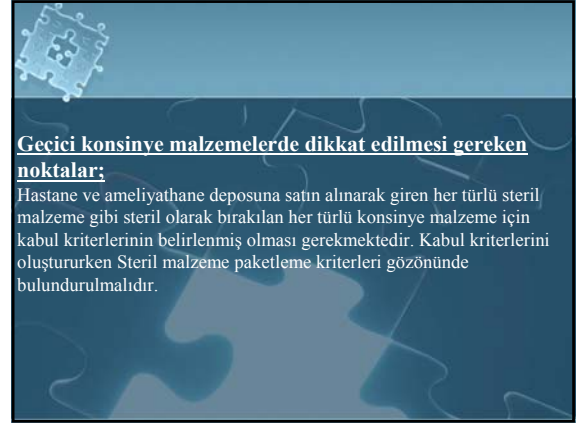 Geçici konsinye malzemelerde dikkat edilmesi gereken
noktalar;
Hastane ve ameliyathane deposuna satın alınarak giren her türlü steril
malzeme gibi steril olarak bırakılan her türlü konsinye malzeme için
kabul kriterlerinin belirlenmiş olması gerekmektedir. Kabul kriterlerini
oluştururken Steril malzeme paketleme kriterleri gözönünde
bulundurulmalıdır.